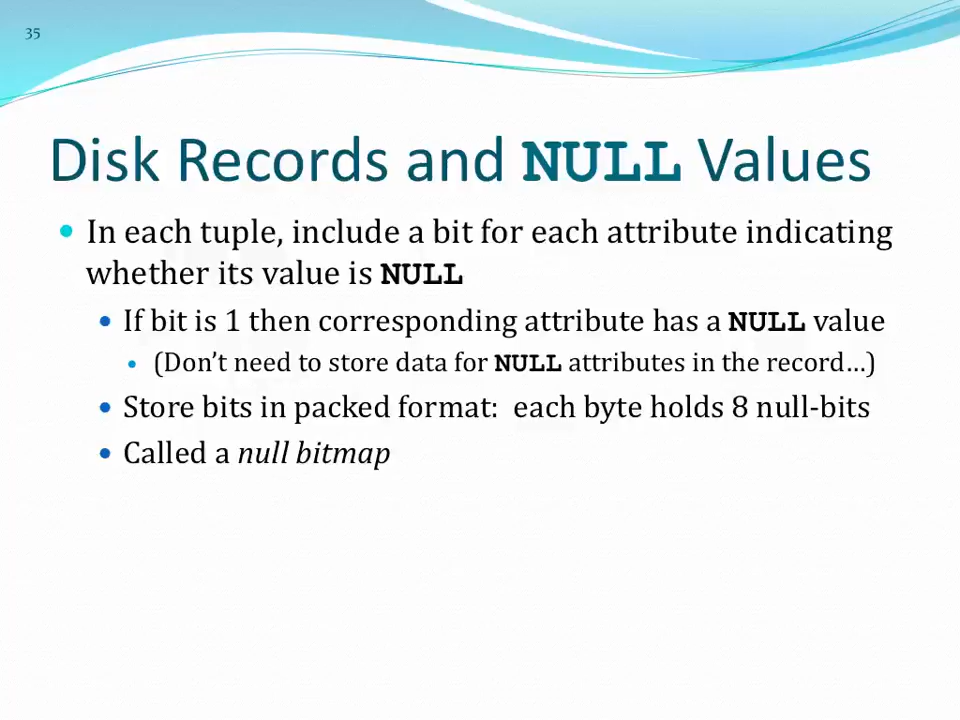 35
Disk Records and NULL Values
In each tuple, include a bit for each attribute indicating
whether its value is NULL
If bit is 1 then corresponding attribute has a NULL value
(Don’t need to store data for NULL attributes in the record…)
Store bits in packed format:  each byte holds 8 null-bits
Called a null bitmap